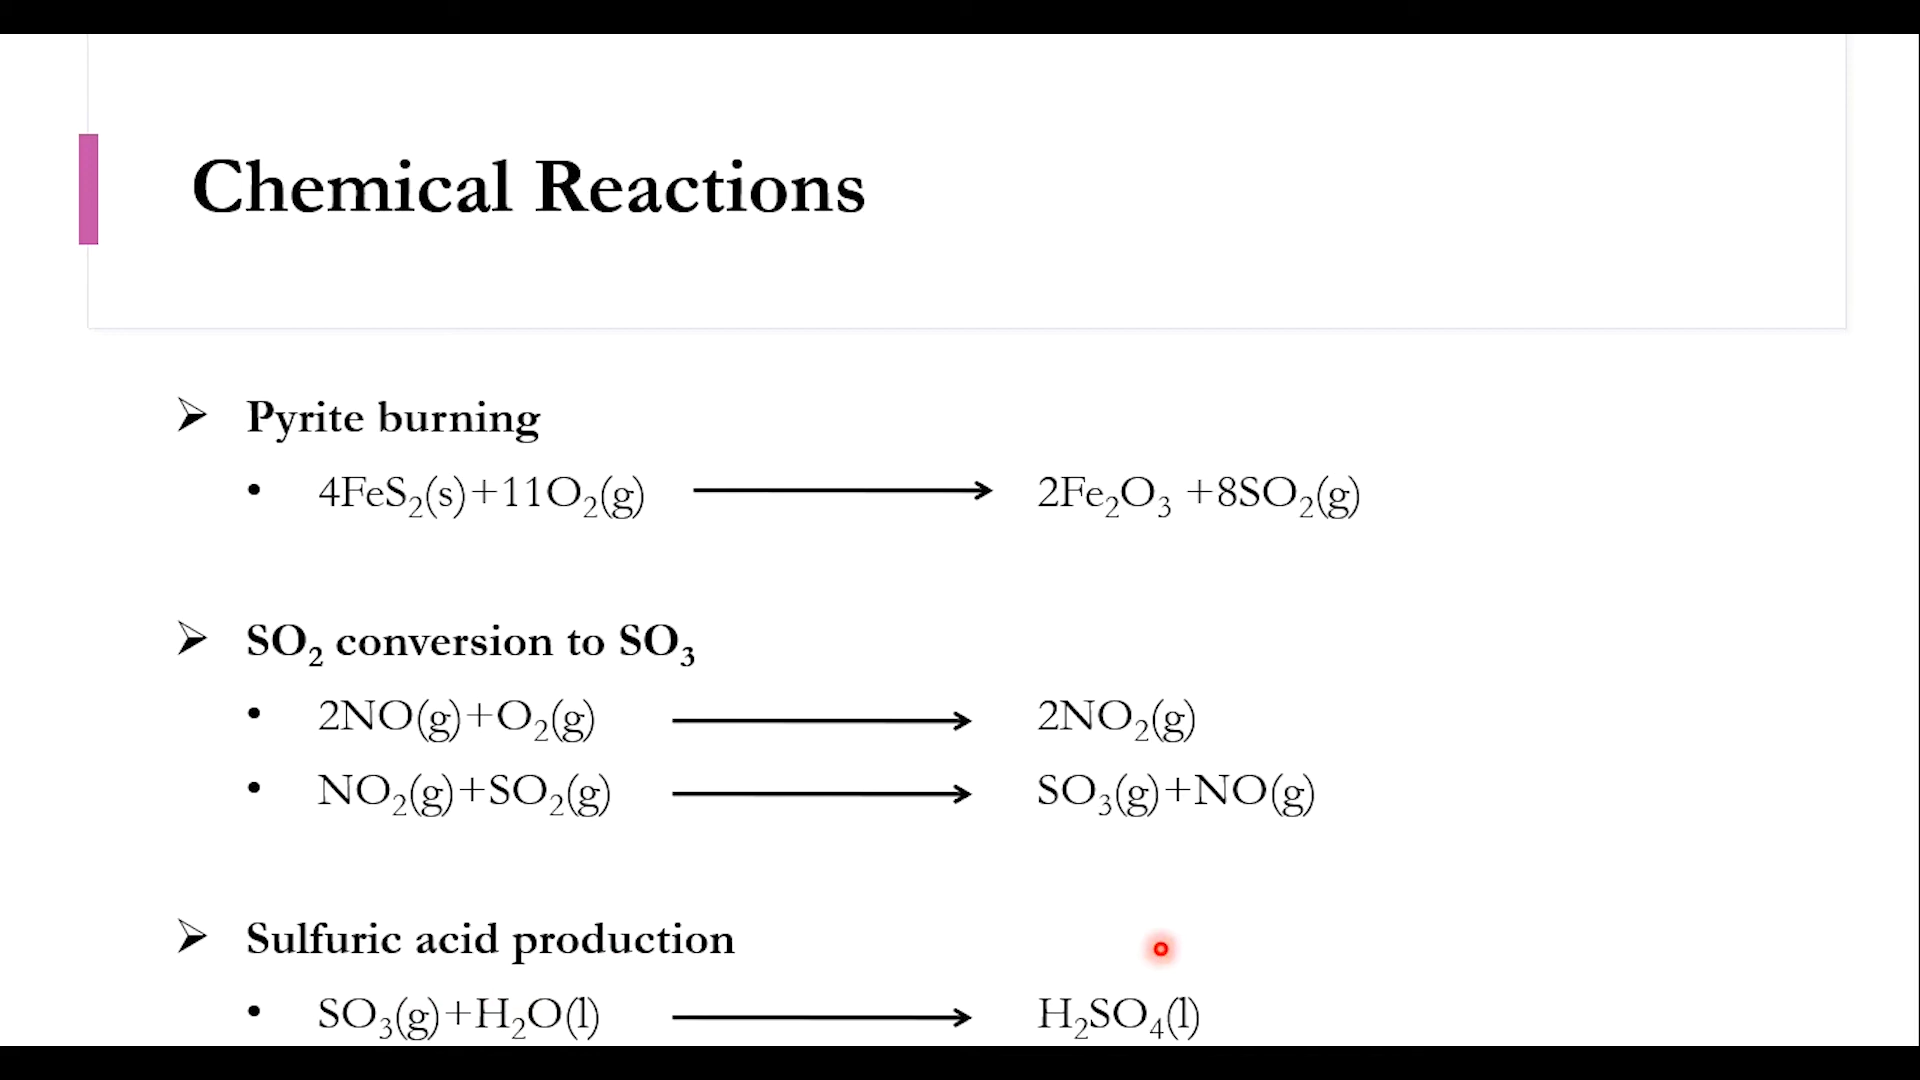 Chemical Reactions
➢ Pyrite burning
• 4FeS₂(s)+11O₂(g) ⟶ 2Fe₂O₃ +8SO₂(g)
➢ SO₂ conversion to SO₃
• 2NO(g)+O₂(g) ⟶ 2NO₂(g)
• NO₂(g)+SO₂(g) ⟶ SO₃(g)+NO(g)
➢ Sulfuric acid production
• SO₃(g)+H₂O(l) ⟶ H₂SO₄(l)